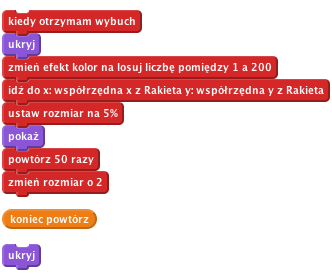 kiedy otrzymam wybuch
ukryj
zmień efekt kolor na losuj liczbę pomiędzy 1 a 200
idź do x: współrzędna x z Rakieta y: współrzędna y z Rakieta
ustaw rozmiar na 5%
pokaż
powtórz 50 razy
zmień rozmiar o 2
koniec powtórz
ukryj